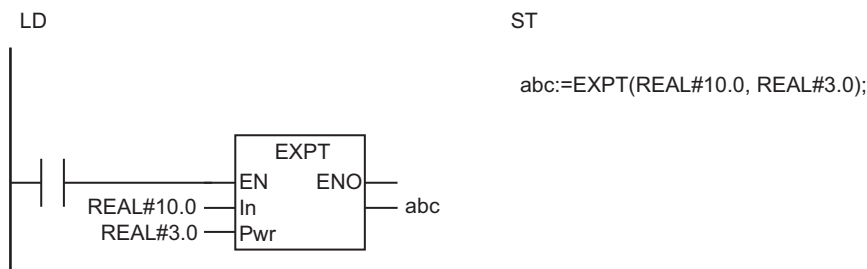 LD
ST
abc:=EXPT(REAL#10.0, REAL#3.0);
EXPT
EN ENO
REAL#10.0 In abc
REAL#3.0 Pwr